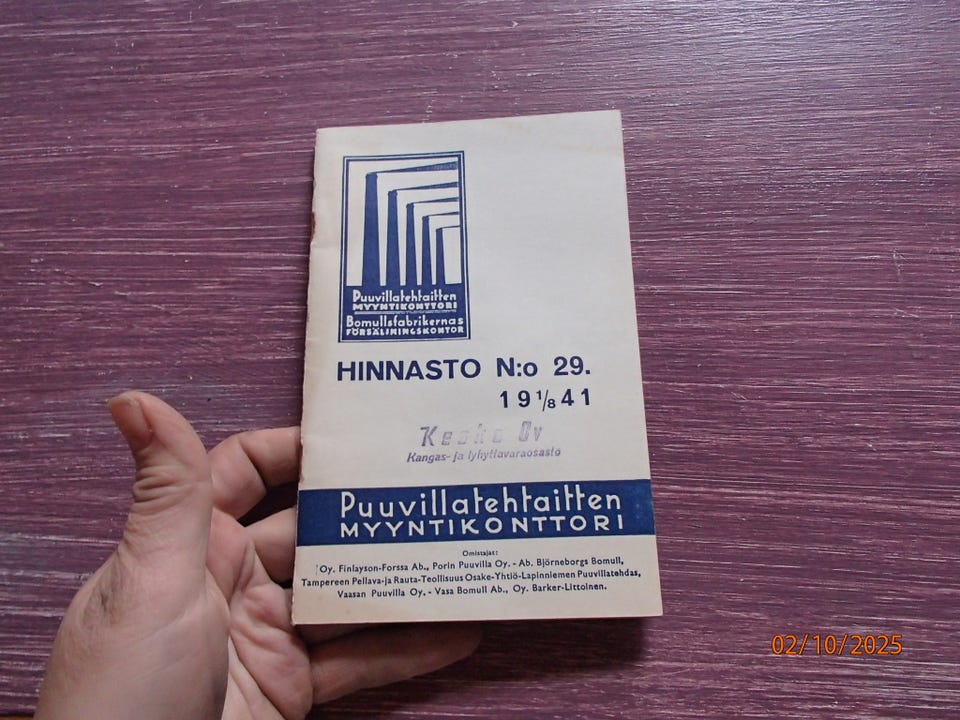 Puuvillatehtaitten
MYYNTIKONTTORI
Bomullsfabrikernas
FÖRSÄLJNINGSKONTOR
HINNASTO N:o 29.
19 1/8 41
Kesko Oy
Kangas- ja lyhyttavaraosasto
Puuvillatehtaitten
MYYNTIKONTTORI
Omistajat:
Oy. Finlayson-Forssa Ab., Porin Puuvilla Oy. - Ab. Björneborgs Bomull,
Tampereen Pellava-ja Rauta-Teollisuus Osake-Yhtiö-Lapinniemen Puuvillatehdas,
Vaasan Puuvilla Oy. - Vasa Bomull Ab., Oy. Barker-Littoinen.
02/10/2025